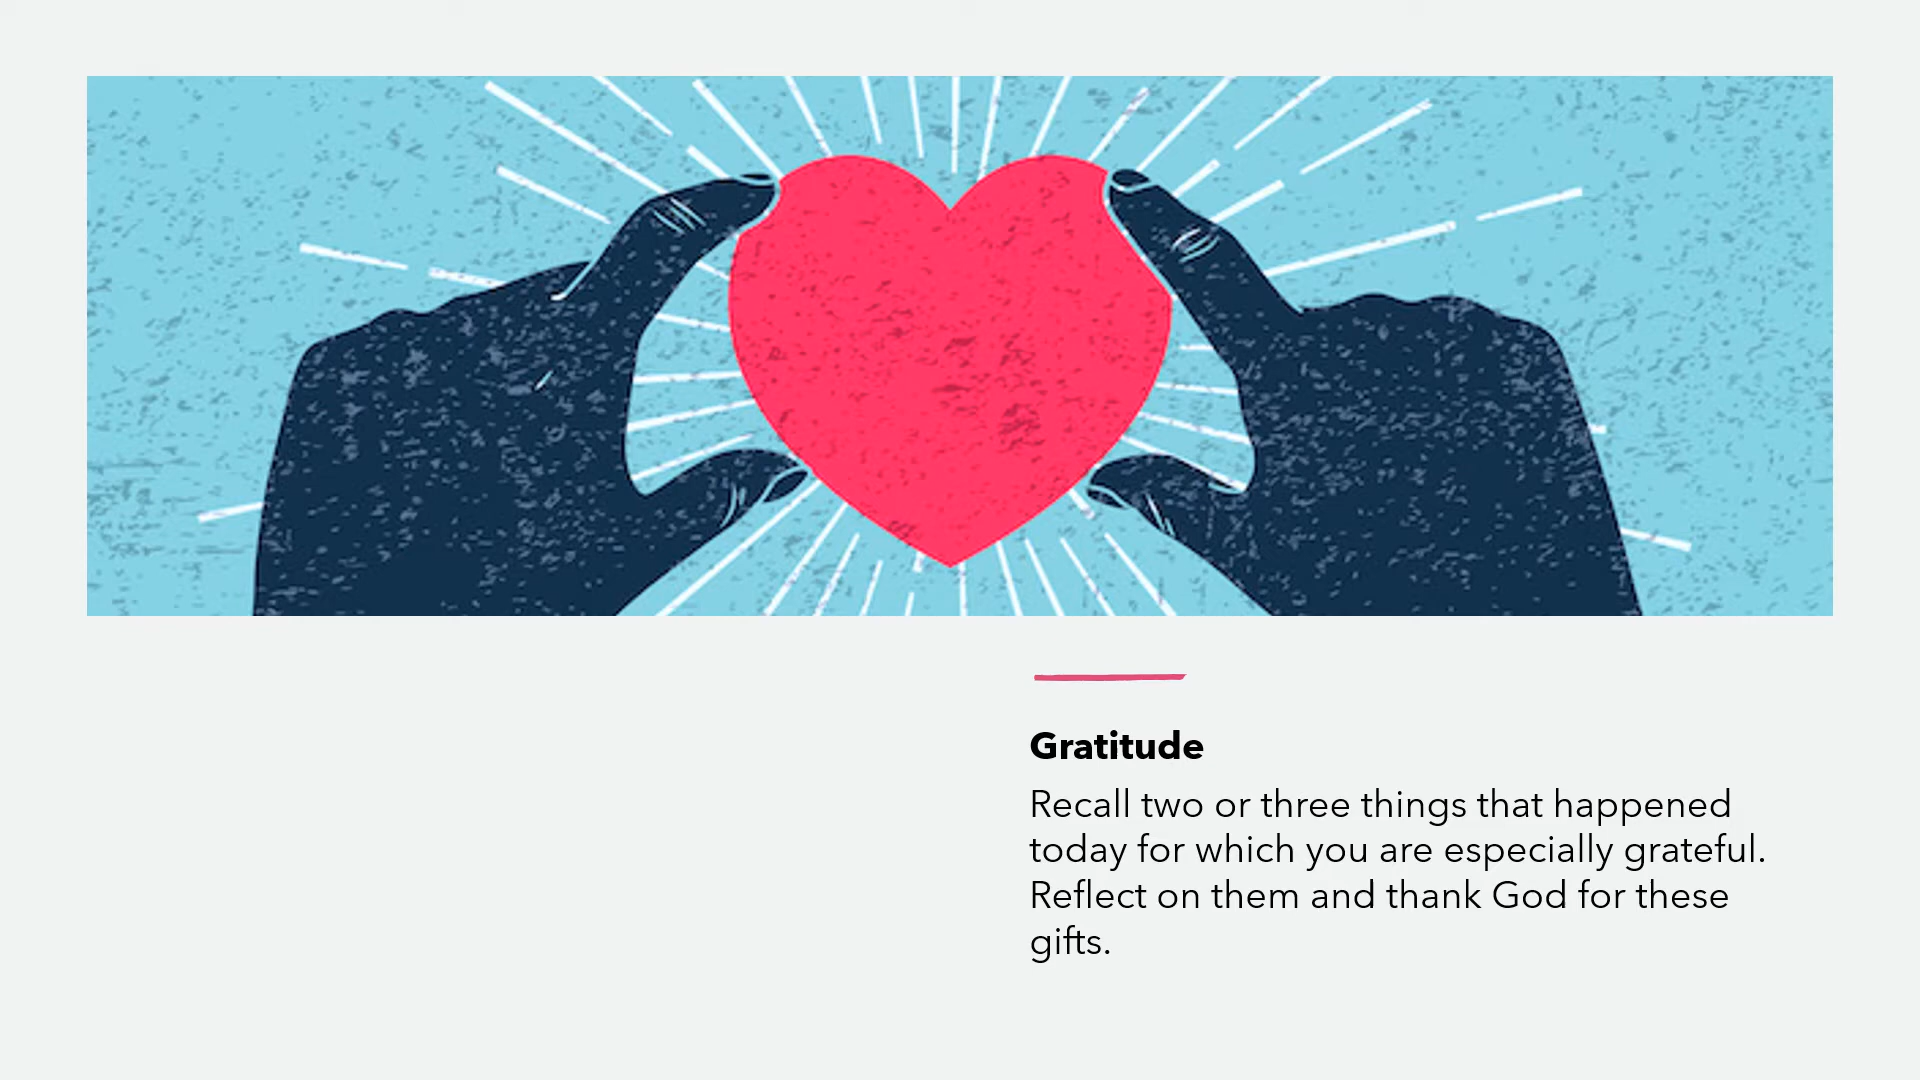 Gratitude
Recall two or three things that happened
today for which you are especially grateful.
Reflect on them and thank God for these
gifts.